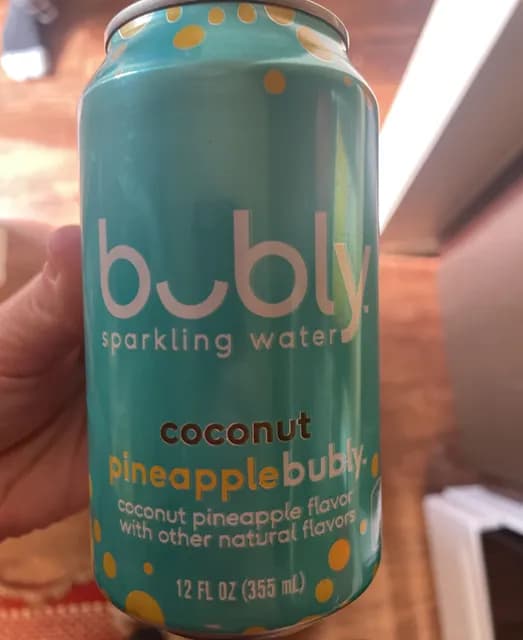 bubly.
sparkling water
coconut
pineapplebubly.
coconut pineapple flavor
with other natural flavors
12 FL OZ (355 mL)